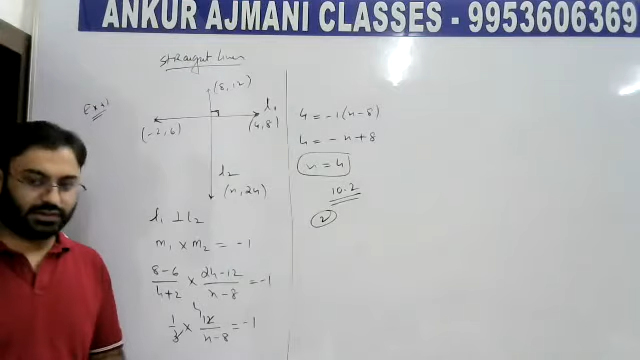 ANKUR AJMANI CLASSES - 9953606369
straight lines
Ex 1
(8,12)
l₁
(-2,6)
(4,8)
l₂
(x,24)
l₁ ⊥ l₂
m₁ × m₂ = -1
8-6/4+2 × 24-12/x-8 = -1
1/3 × 12/x-8 = -1
4
4 = -1(x-8)
4 = -x+8
x = 4
10.2
②